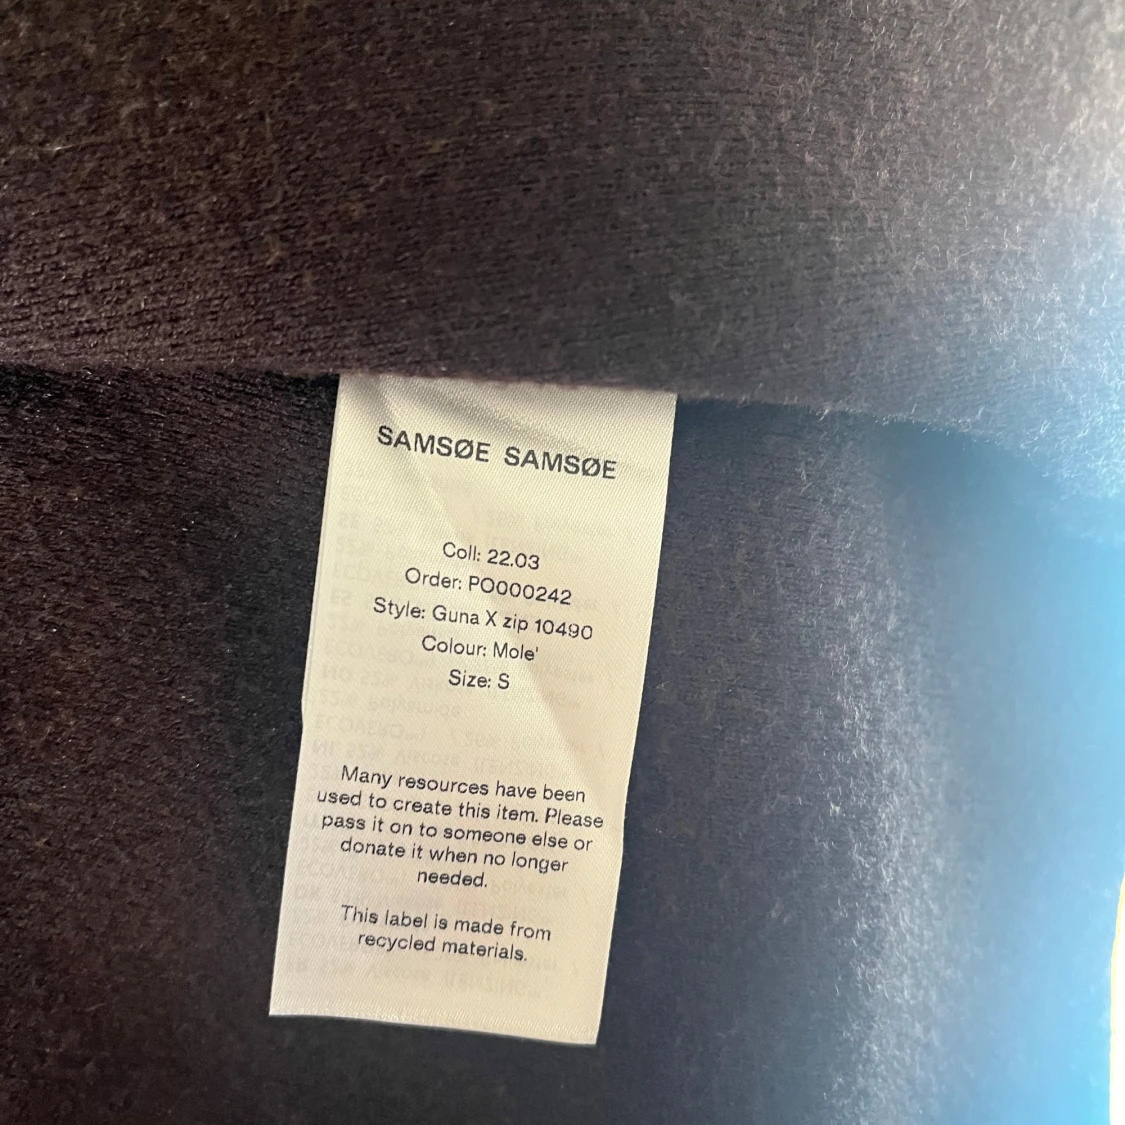 SAMSØE SAMSØE
Coll: 22.03
Order: PO000242
Style: Guna X zip 10490
Colour: Mole'
Size: S
Many resources have been
used to create this item. Please
pass it on to someone else or
donate it when no longer
needed.
This label is made from
recycled materials.